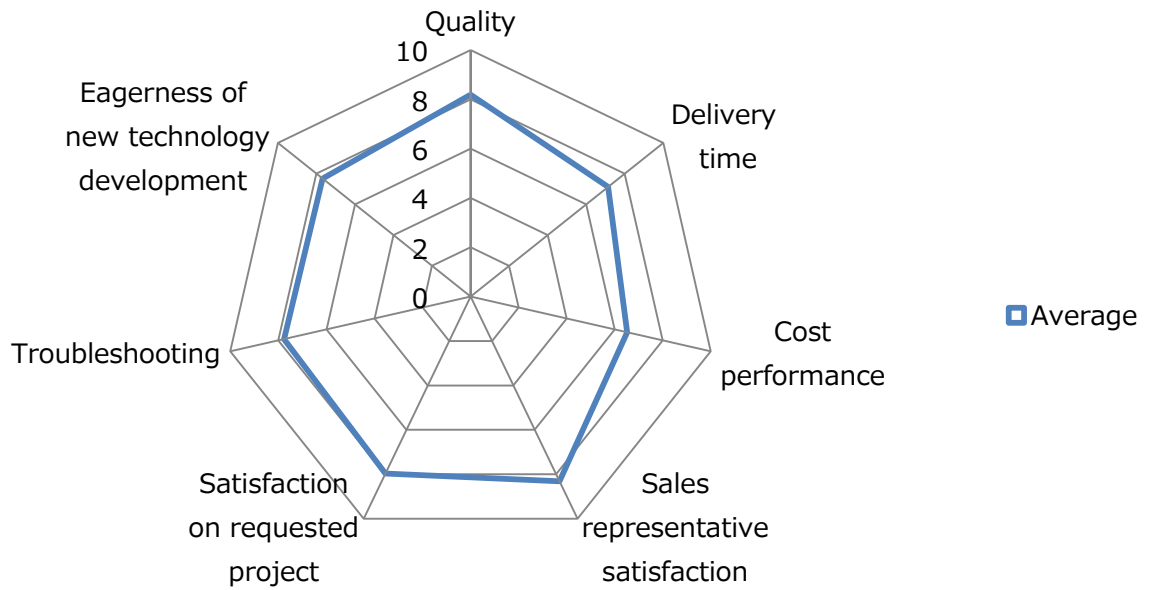 Quality
10
8
6
4
2
0
Delivery
time
Cost
performance
Sales
representative
satisfaction
Satisfaction
on requested
project
Troubleshooting
Eagerness of
new technology
development
Average